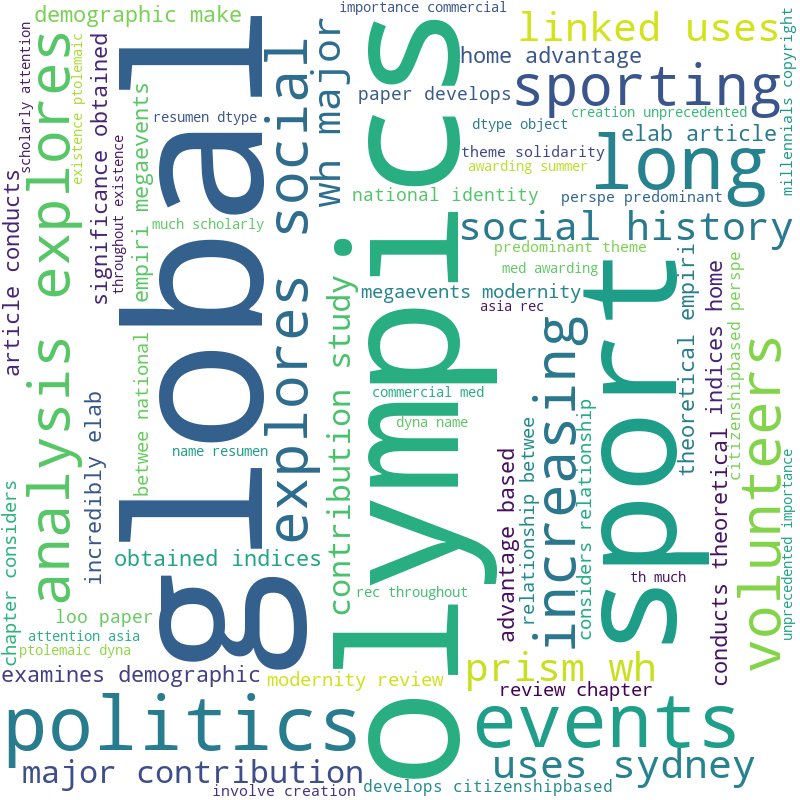 importance commercial
demographic make
linked uses
home advantage
sporting
paper develops
resumen dtype
creation unprecedented
dtype object
elab article
theme solidarity
awarding summer
long
national identity
perspe predominant
much scholarly
social history
predominant theme
med awarding
megaevents modernity
asia rec
commercial med
dyna name
name resumen
obtained indices
th much
rec throughout
loo paper
attention asia
ptolemaic dyna
examines demographic
modernity review
prism wh
review chapter
politics
events
major contribution
uses sydney
involve creation
develops citizenshipbased
scholarly attention
article conducts
chapter considers
analysis explores
existence ptolemaic
significance obtained
incredibly elab
throughout existence
empiri megaevents
betwee national
global
explores social
wh major
contribution study.
olympics
advantage based
relationship betwee
increasing
considers relationship
sport
theoretical empiri
conducts theoretical indices home
citizenshipbased perspe
volunteers
millennials copyright
unprecedented importance